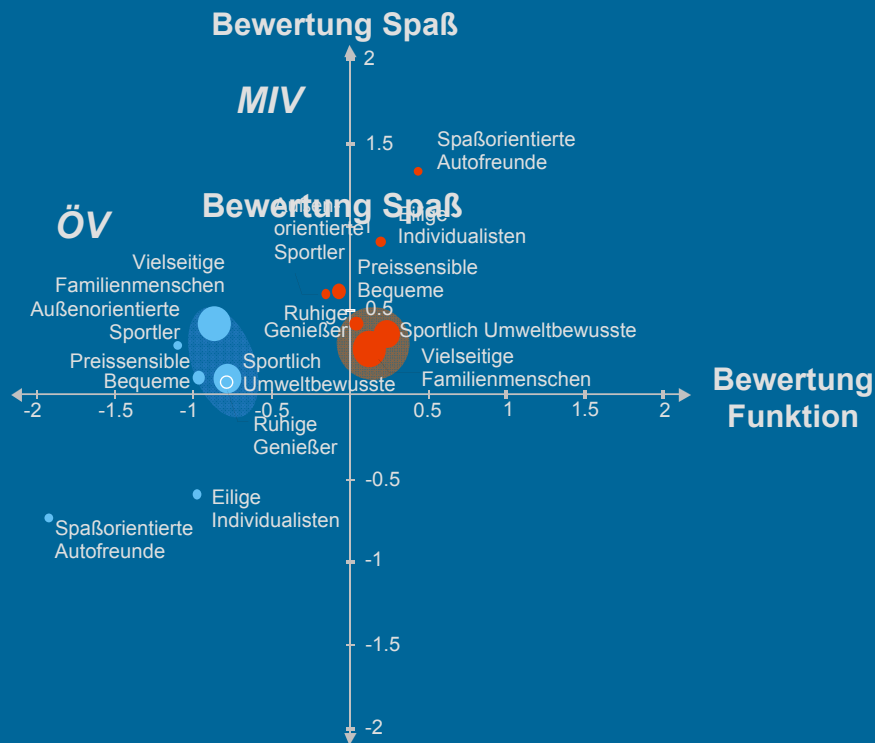 Bewertung Spaß
2
MIV
1.5
Spaßorientierte
Autofreunde
Bewertung Spaß
ÖV
Außen-
orientierte
Sportler
1
Eilige
Individualisten
Vielseitige
Familienmenschen
Preissensible
Bequeme
Außenorientierte
Sportler
Ruhige
Genießer
0.5
Sportlich Umweltbewusste
Preissensible
Bequeme
Sportlich
Umweltbewusste
Vielseitige
Familienmenschen
Bewertung
Funktion
-2
-1.5
-1
-0.5
0.5
1
1.5
2
Ruhige
Genießer
-0.5
Eilige
Individualisten
Spaßorientierte
Autofreunde
-1
-1.5
-2